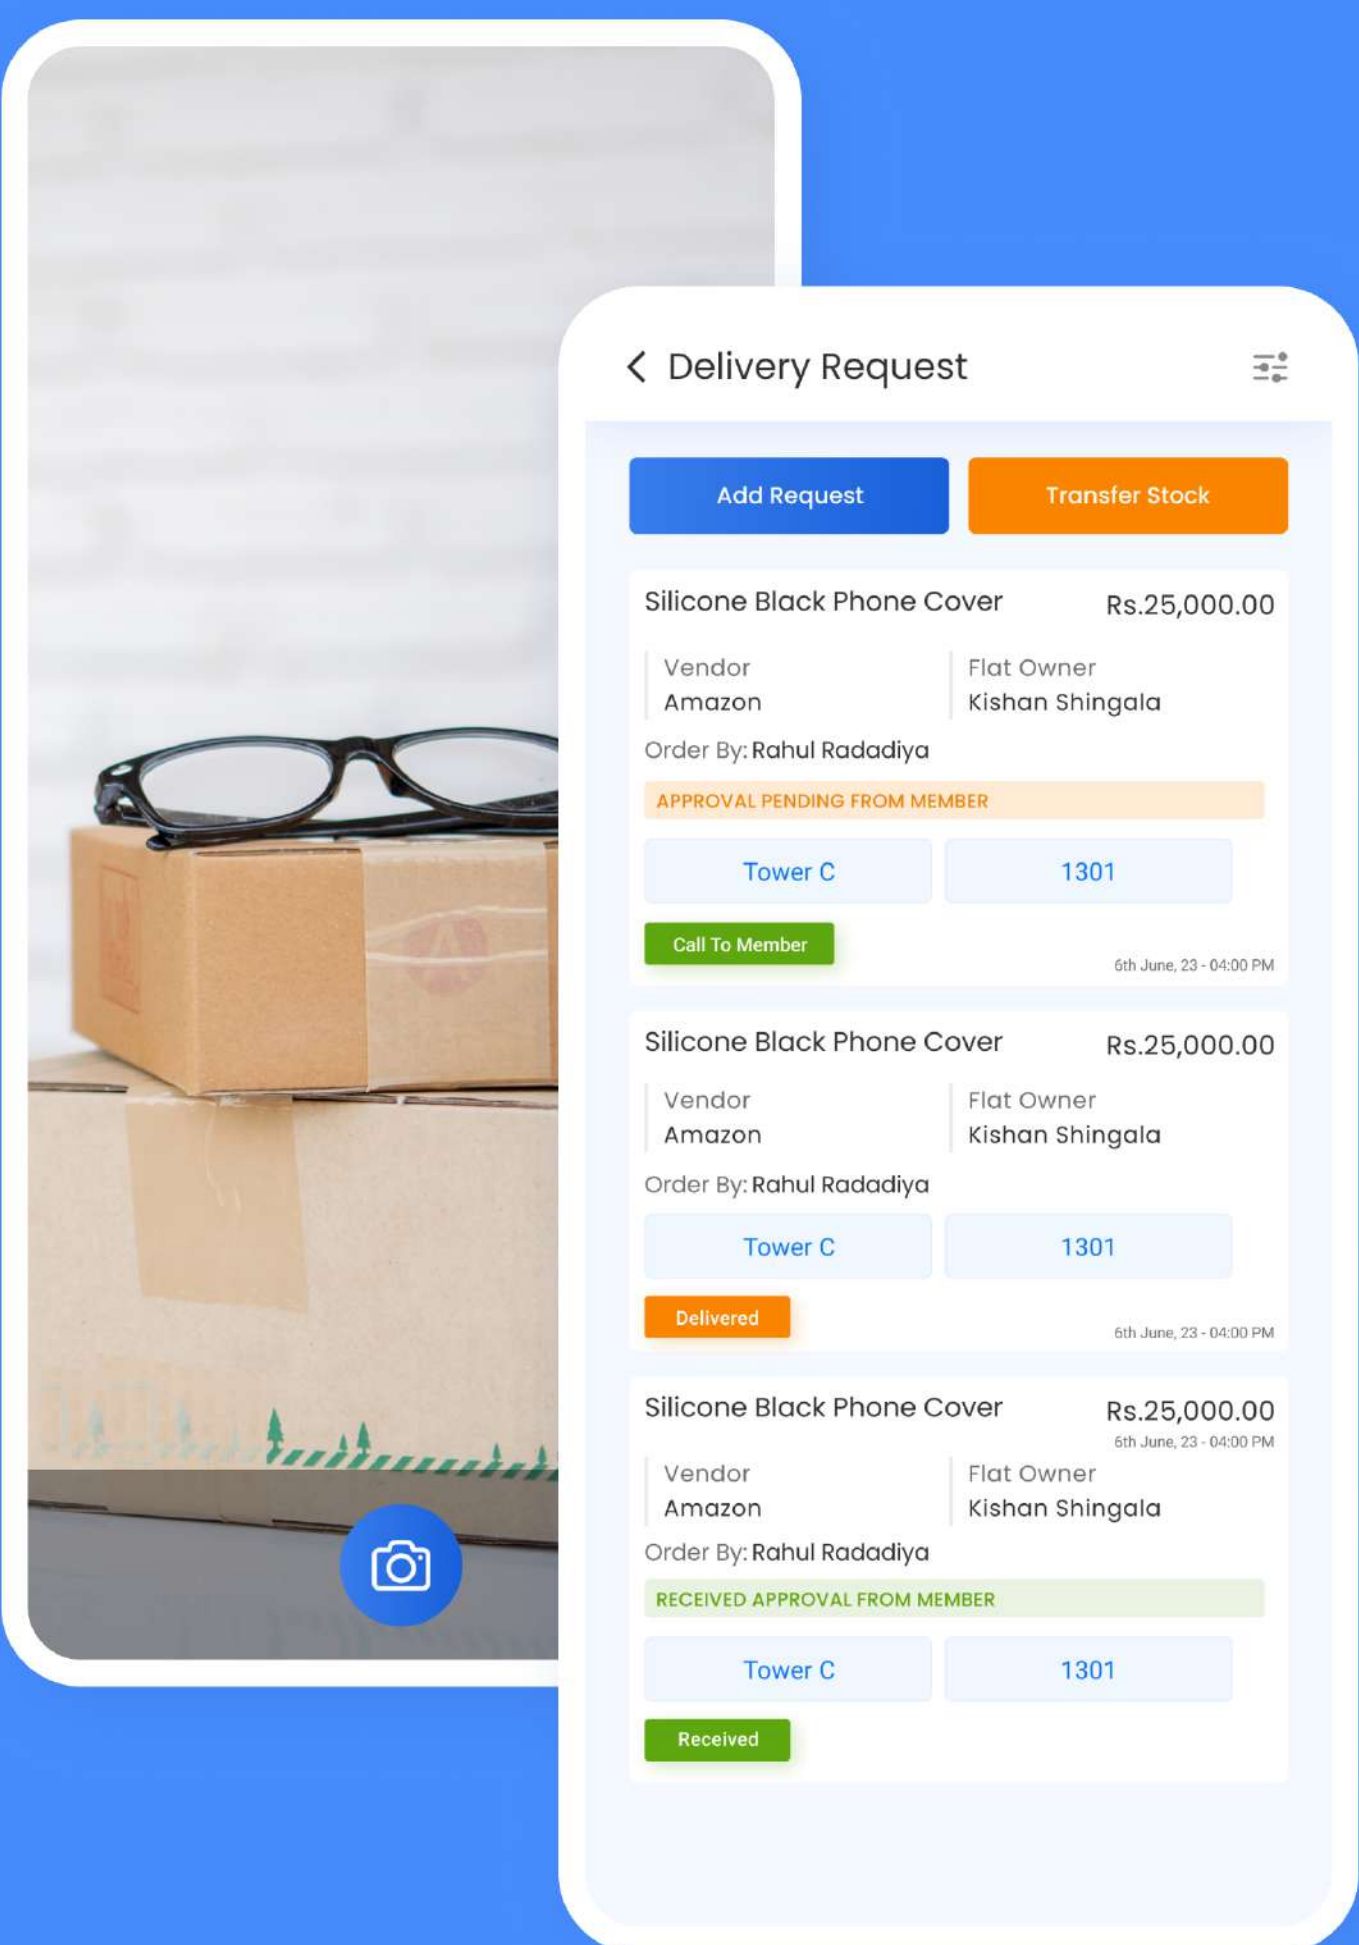 Delivery Request
Add Request
Transfer Stock
Silicone Black Phone Cover
Rs.25,000.00
Vendor
Flat Owner
Amazon
Kishan Shingala
Order By: Rahul Radadiya
APPROVAL PENDING FROM MEMBER
Tower C
1301
Call To Member
6th June, 23 - 04:00 PM
Silicone Black Phone Cover
Rs.25,000.00
Vendor
Flat Owner
Amazon
Kishan Shingala
Order By: Rahul Radadiya
Tower C
1301
Delivered
6th June, 23 - 04:00 PM
Silicone Black Phone Cover
Rs.25,000.00
6th June, 23 - 04:00 PM
Vendor
Flat Owner
Amazon
Kishan Shingala
Order By: Rahul Radadiya
RECEIVED APPROVAL FROM MEMBER
Tower C
1301
Received